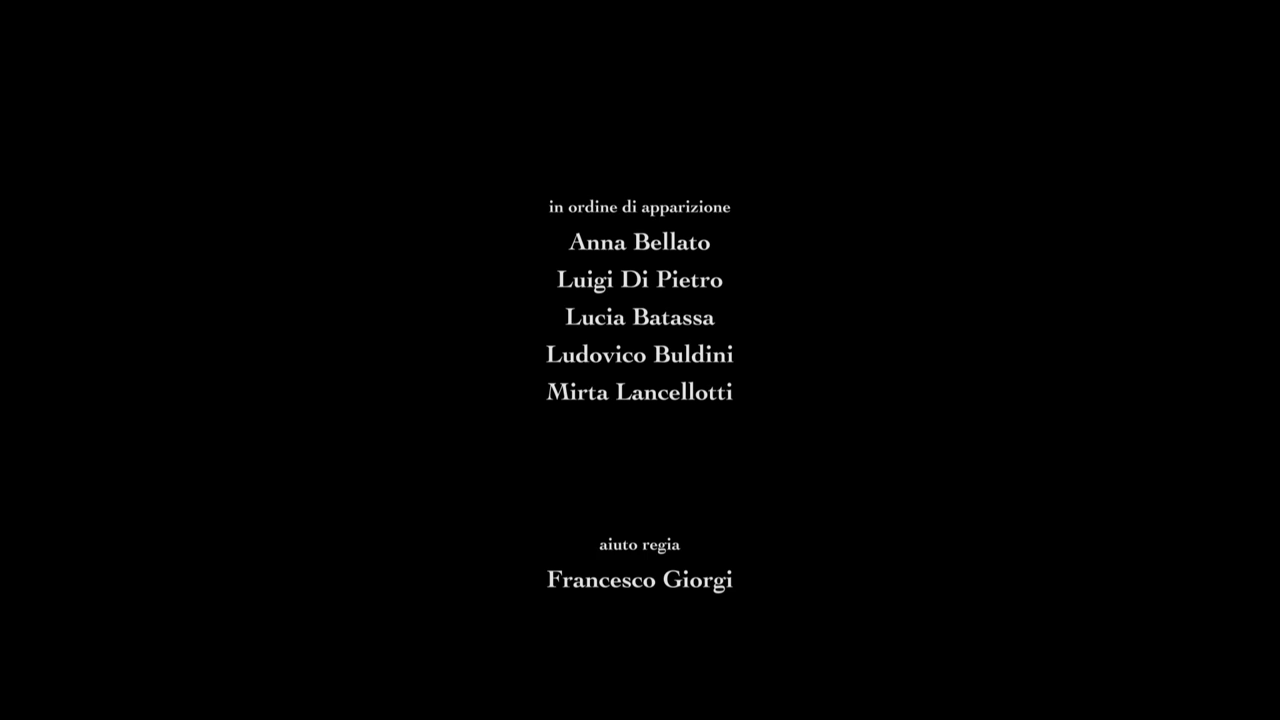 in ordine di apparizione
Anna Bellato
Luigi Di Pietro
Lucia Batassa
Ludovico Buldini
Mirta Lancellotti
aiuto regia
Francesco Giorgi